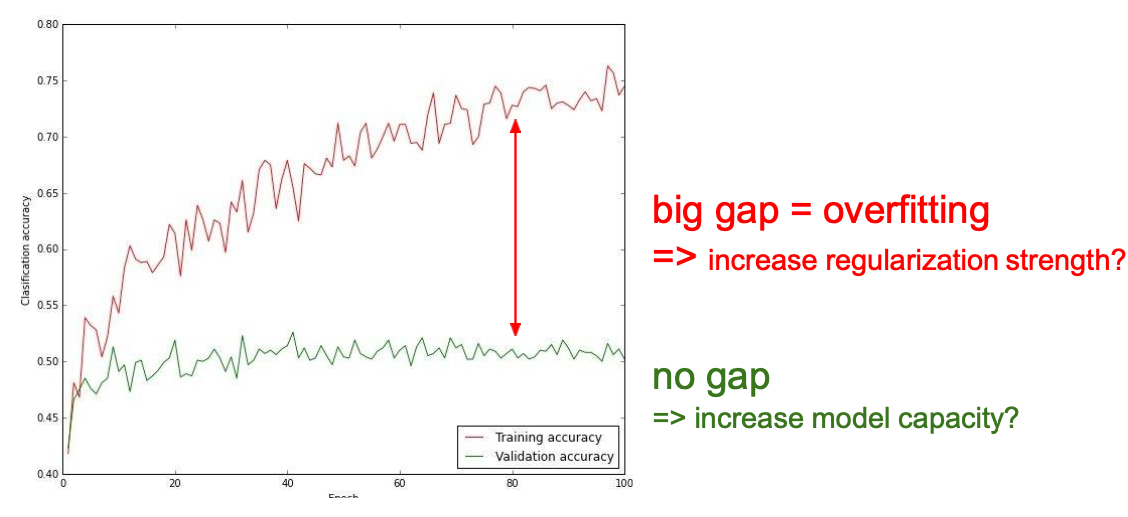 0.80
0.75
0.70
0.65
0.60
0.55
0.50
0.45
0.40
Clasification accuracy
0 20 40 60 80 100
Epoch
Training accuracy
Validation accuracy
big gap = overfitting
=> increase regularization strength?
no gap
=> increase model capacity?